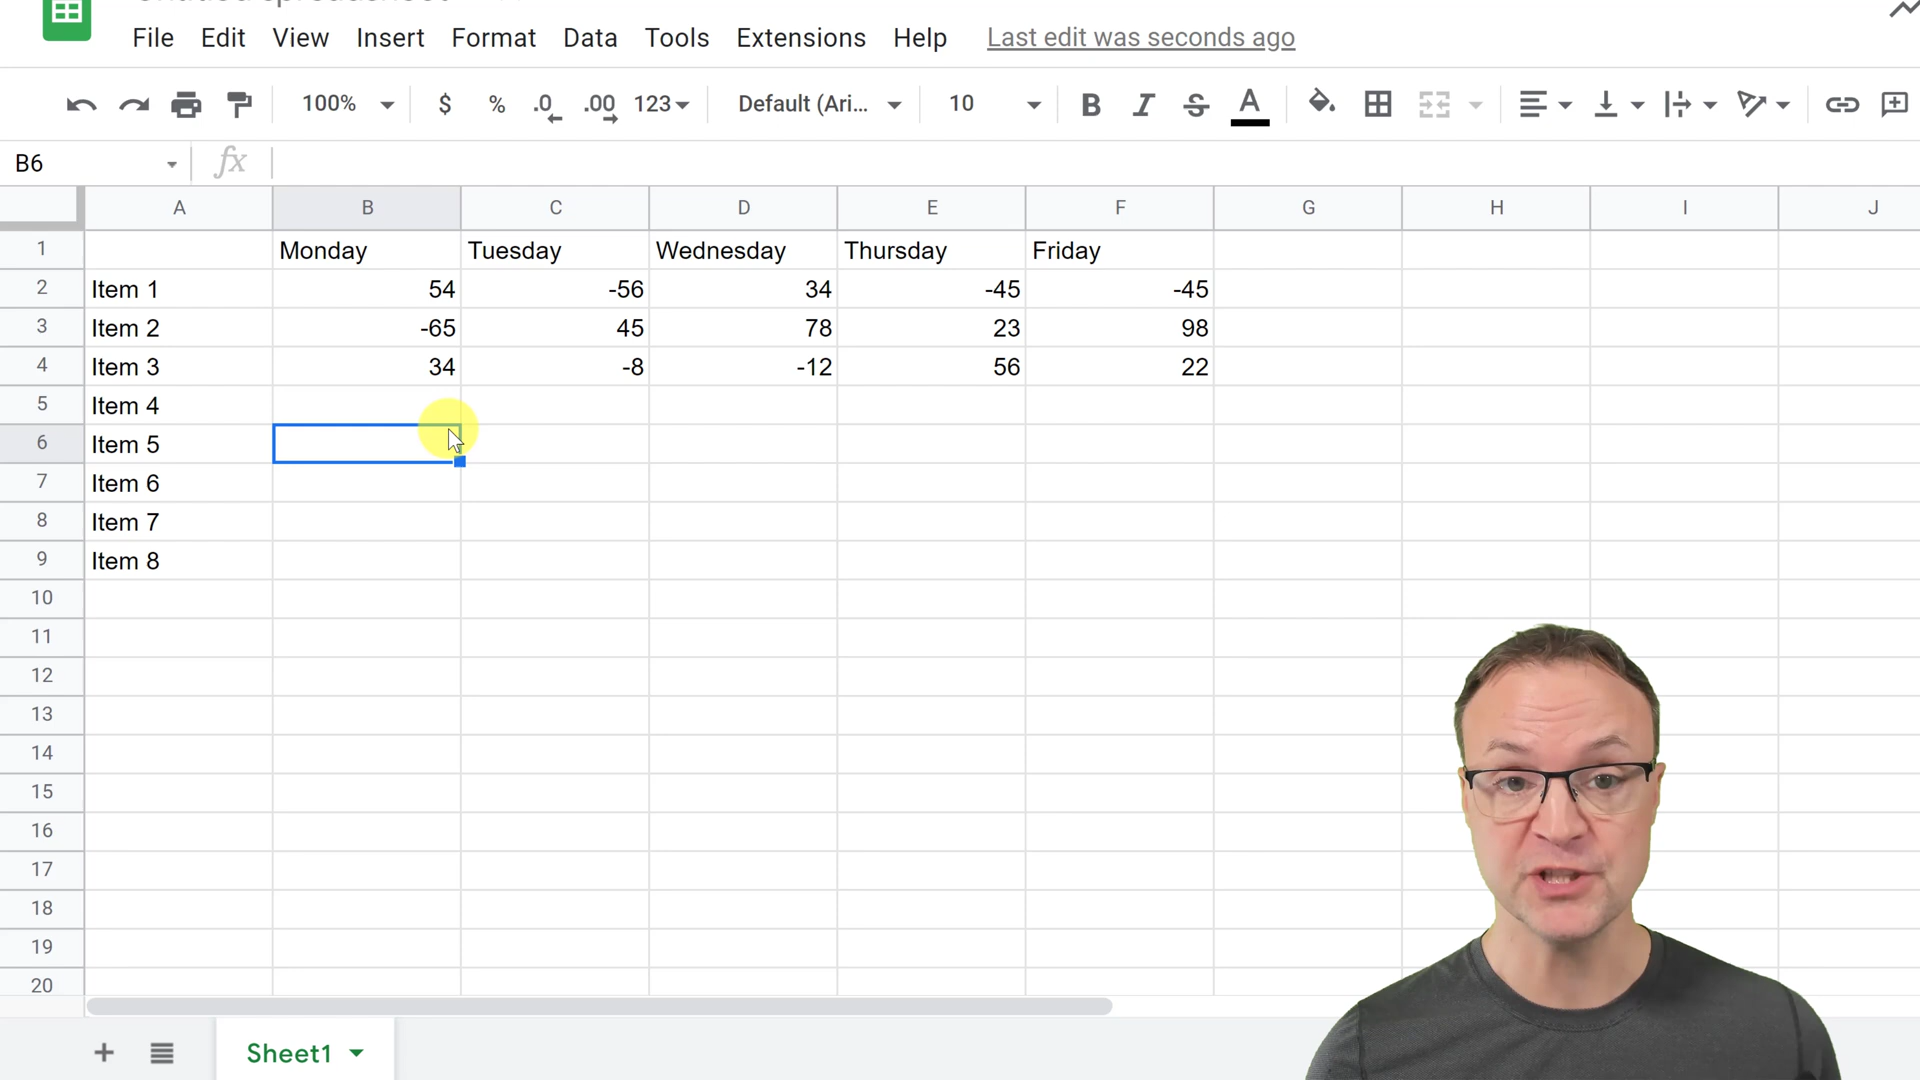 File Edit View Insert Format Data Tools Extensions Help Last edit was seconds ago
100% $ % .0 .00 123 Default (Ari... 10 B I S A
B6 fx
A B C D E F G H I J
1 Monday Tuesday Wednesday Thursday Friday
2 Item 1 54 -56 34 -45 -45
3 Item 2 -65 45 78 23 98
4 Item 3 34 -8 -12 56 22
5 Item 4
6 Item 5
7 Item 6
8 Item 7
9 Item 8
10
11
12
13
14
15
16
17
18
19
20
+ Sheet1